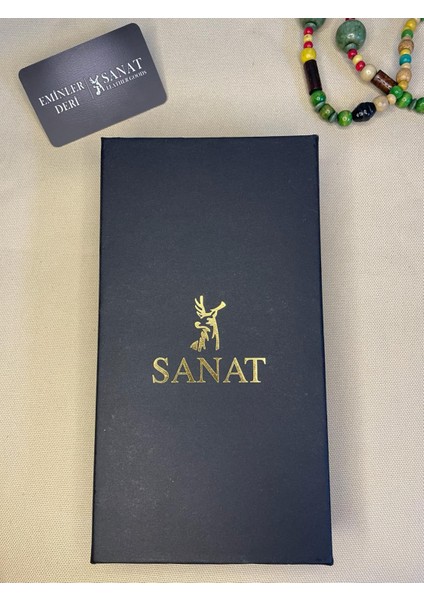 EMİNLER
DERİ
SANAT
LEATHER GOODS
SANAT